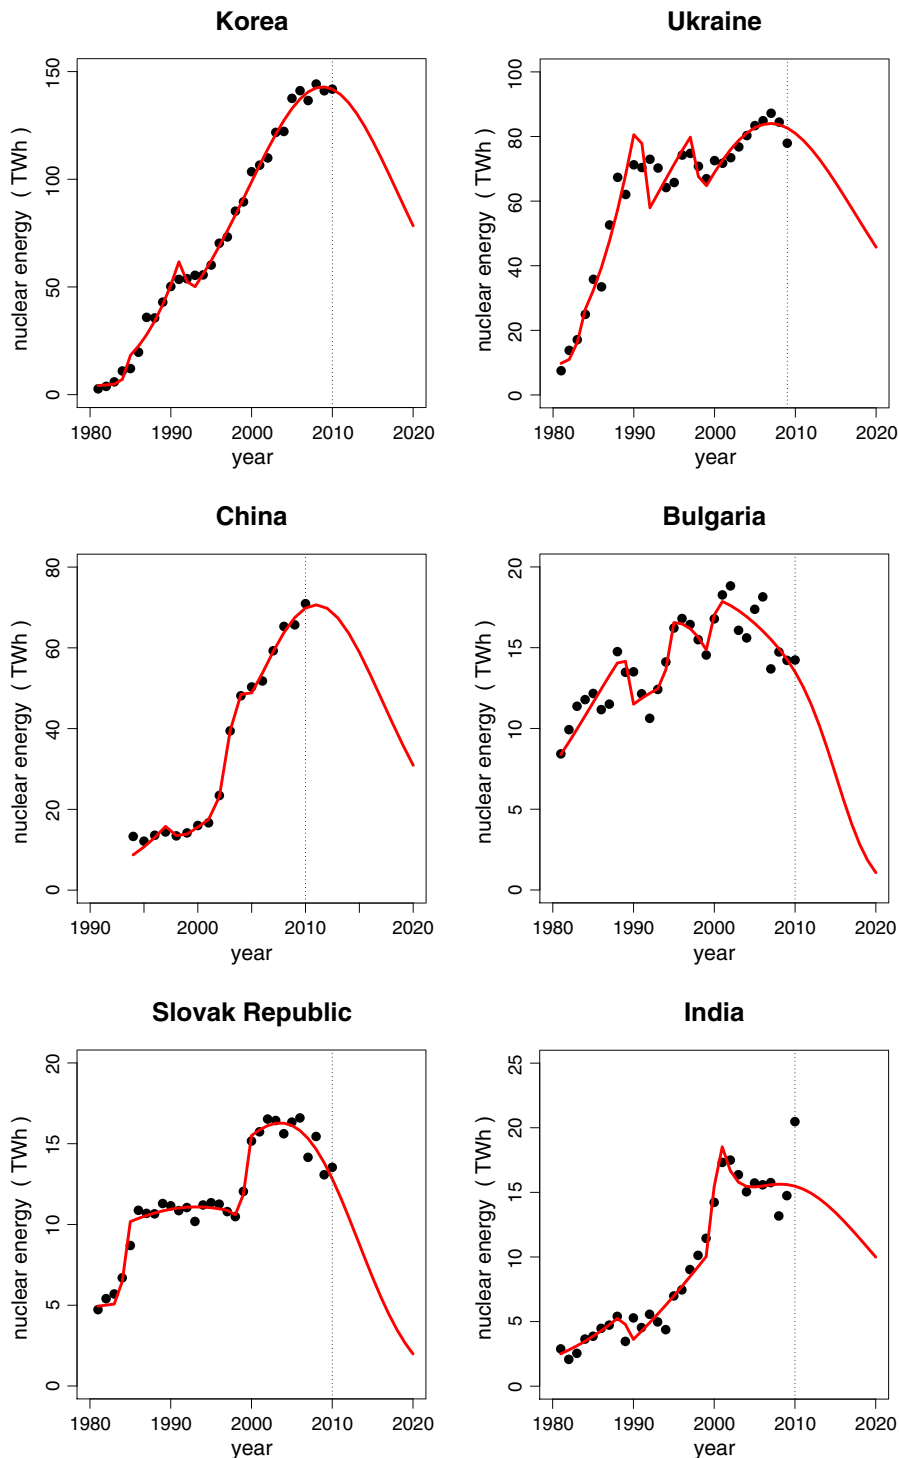 Korea
nuclear energy ( TWh )
150
100
50
0
1980 1990 2000 2010 2020
year
Ukraine
nuclear energy ( TWh )
100
80
60
40
20
0
1980 1990 2000 2010 2020
year
China
nuclear energy ( TWh )
80
60
40
20
0
1990 2000 2010 2020
year
Bulgaria
nuclear energy ( TWh )
20
15
10
5
0
1980 1990 2000 2010 2020
year
Slovak Republic
nuclear energy ( TWh )
20
15
10
5
0
1980 1990 2000 2010 2020
year
India
nuclear energy ( TWh )
25
20
15
10
5
0
1980 1990 2000 2010 2020
year